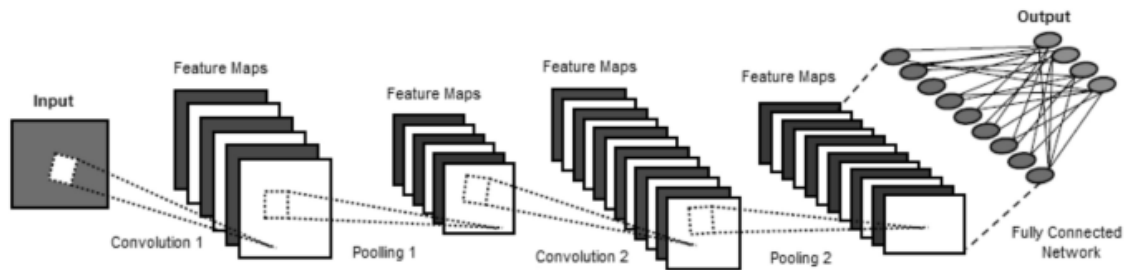 Output
Feature Maps
Feature Maps
Feature Maps
Feature Maps
Input
Convolution 1
Poolling 1
Convolution 2
Pooling 2
Fully Connected
Network